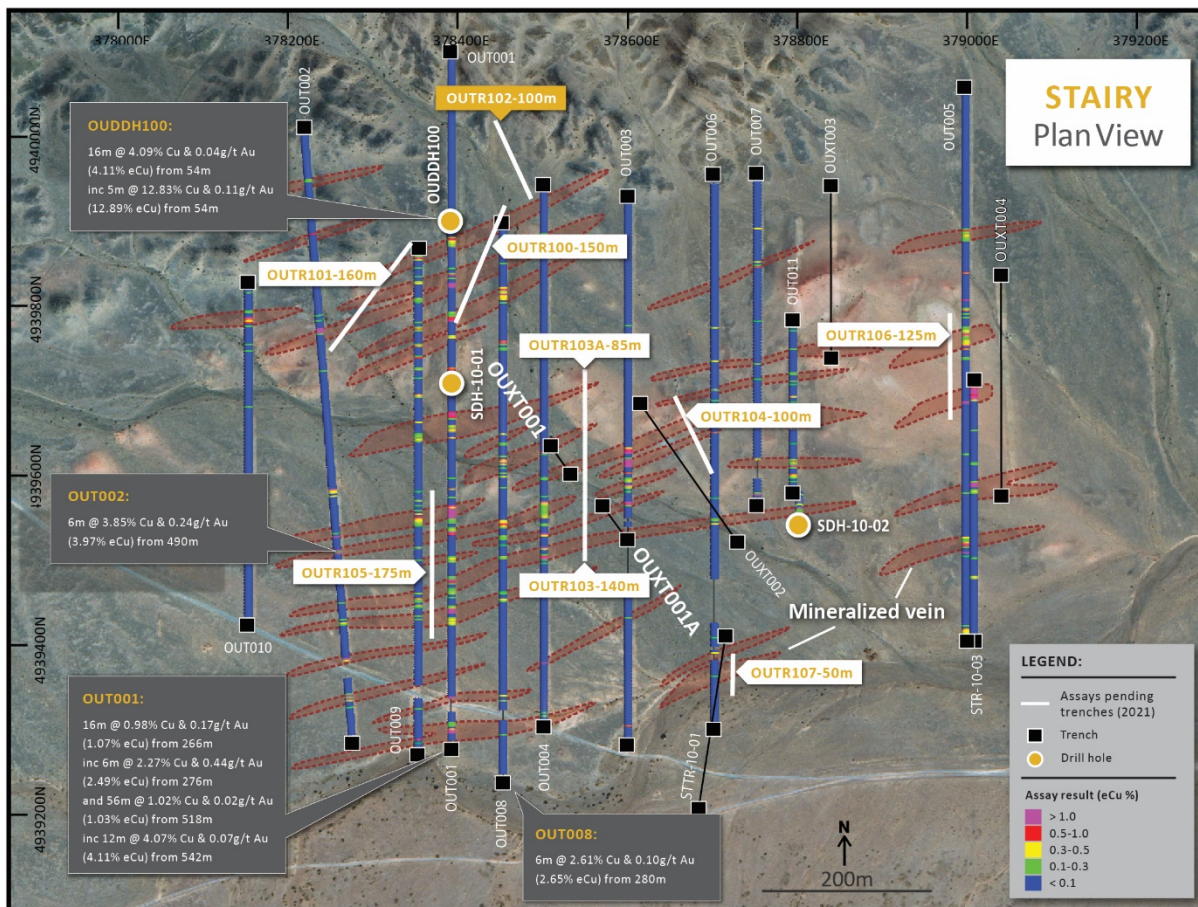 378000E
378200E
378400E
378600E
378800E
379000E
379200E
4940000N
4939800N
4939600N
4939400N
4939200N
STAIRY
Plan View
OUDDH100:
16m @ 4.09% Cu & 0.04g/t Au
(4.11% eCu) from 54m
inc 5m @ 12.83% Cu & 0.11g/t Au
(12.89% eCu) from 54m
OUT002
OUT001
OUTR102-100m
OUDDH100
OUT003
OUT006
OUT007
OUXT003
OUT005
OUXT004
OUTR101-160m
OUTR100-150m
OUT011
OUTR106-125m
OUTR103A-85m
SDH-10-01
OUXT001
OUTR104-100m
OUT002:
6m @ 3.85% Cu & 0.24g/t Au
(3.97% eCu) from 490m
SDH-10-02
OUTR105-175m
OUTR103-140m
OUXT001A
OUXT002
Mineralized vein
OUT010
OUTR107-50m
STR-10-03
OUT001:
16m @ 0.98% Cu & 0.17g/t Au
(1.07% eCu) from 266m
inc 6m @ 2.27% Cu & 0.44g/t Au
(2.49% eCu) from 276m
and 56m @ 1.02% Cu & 0.02g/t Au
(1.03% eCu) from 518m
inc 12m @ 4.07% Cu & 0.07g/t Au
(4.11% eCu) from 542m
OUT009
OUT001
OUT008
OUT004
STTR-10-01
OUT008:
6m @ 2.61% Cu & 0.10g/t Au
(2.65% eCu) from 280m
N
200m
LEGEND:
Assays pending
trenches (2021)
Trench
Drill hole
Assay result (eCu %)
> 1.0
0.5-1.0
0.3-0.5
0.1-0.3
< 0.1